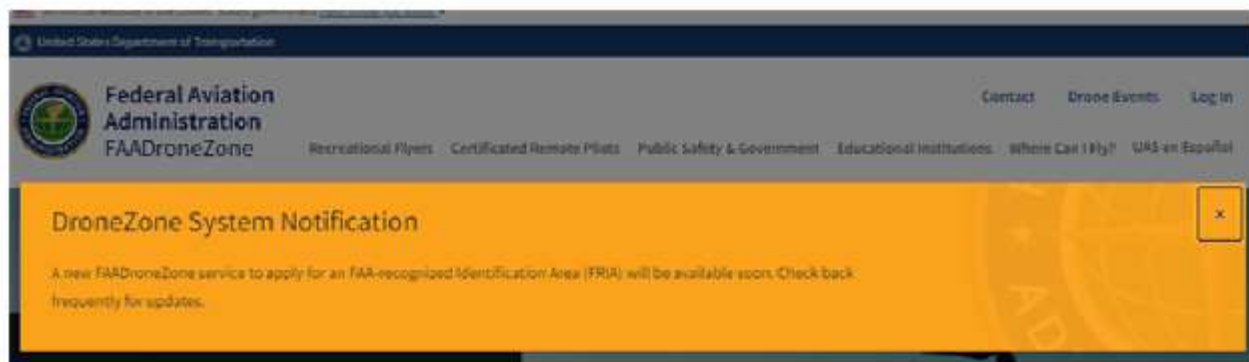 United States Department of Transportation
Federal Aviation
Administration
FAADroneZone
Contact Drone Events Log In
Recreational Flyers Certificated Remote Pilots Public Safety & Government Educational Institutions Where Can I Fly? UAS en Español
DroneZone System Notification
x
A new FAADroneZone service to apply for an FAA-recognized Identification Area (FRIA) will be available soon. Check back
frequently for updates.